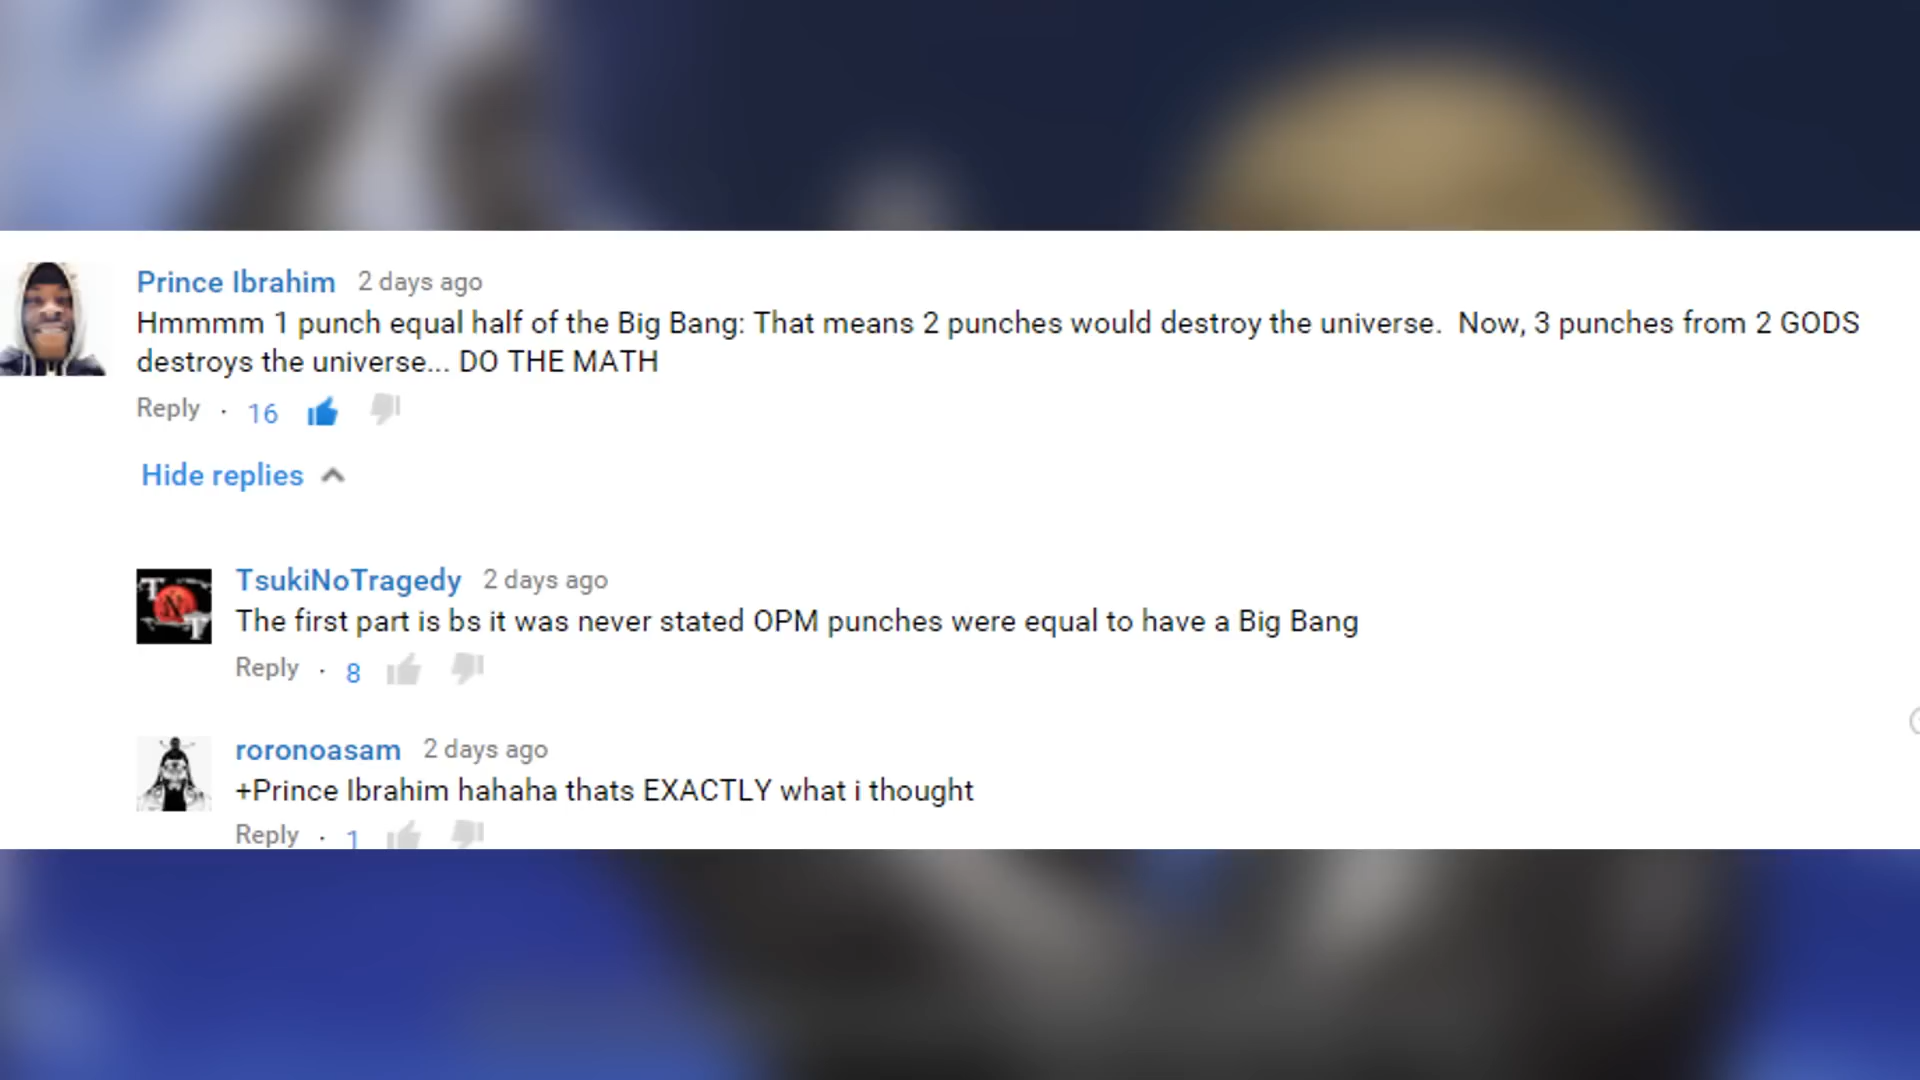 Prince Ibrahim 2 days ago
Hmmmm 1 punch equal half of the Big Bang: That means 2 punches would destroy the universe.  Now, 3 punches from 2 GODS
destroys the universe... DO THE MATH
Reply · 16
Hide replies
TsukiNoTragedy 2 days ago
The first part is bs it was never stated OPM punches were equal to have a Big Bang
Reply · 8
roronoasam 2 days ago
+Prince Ibrahim hahaha thats EXACTLY what i thought
Reply · 1
T N T